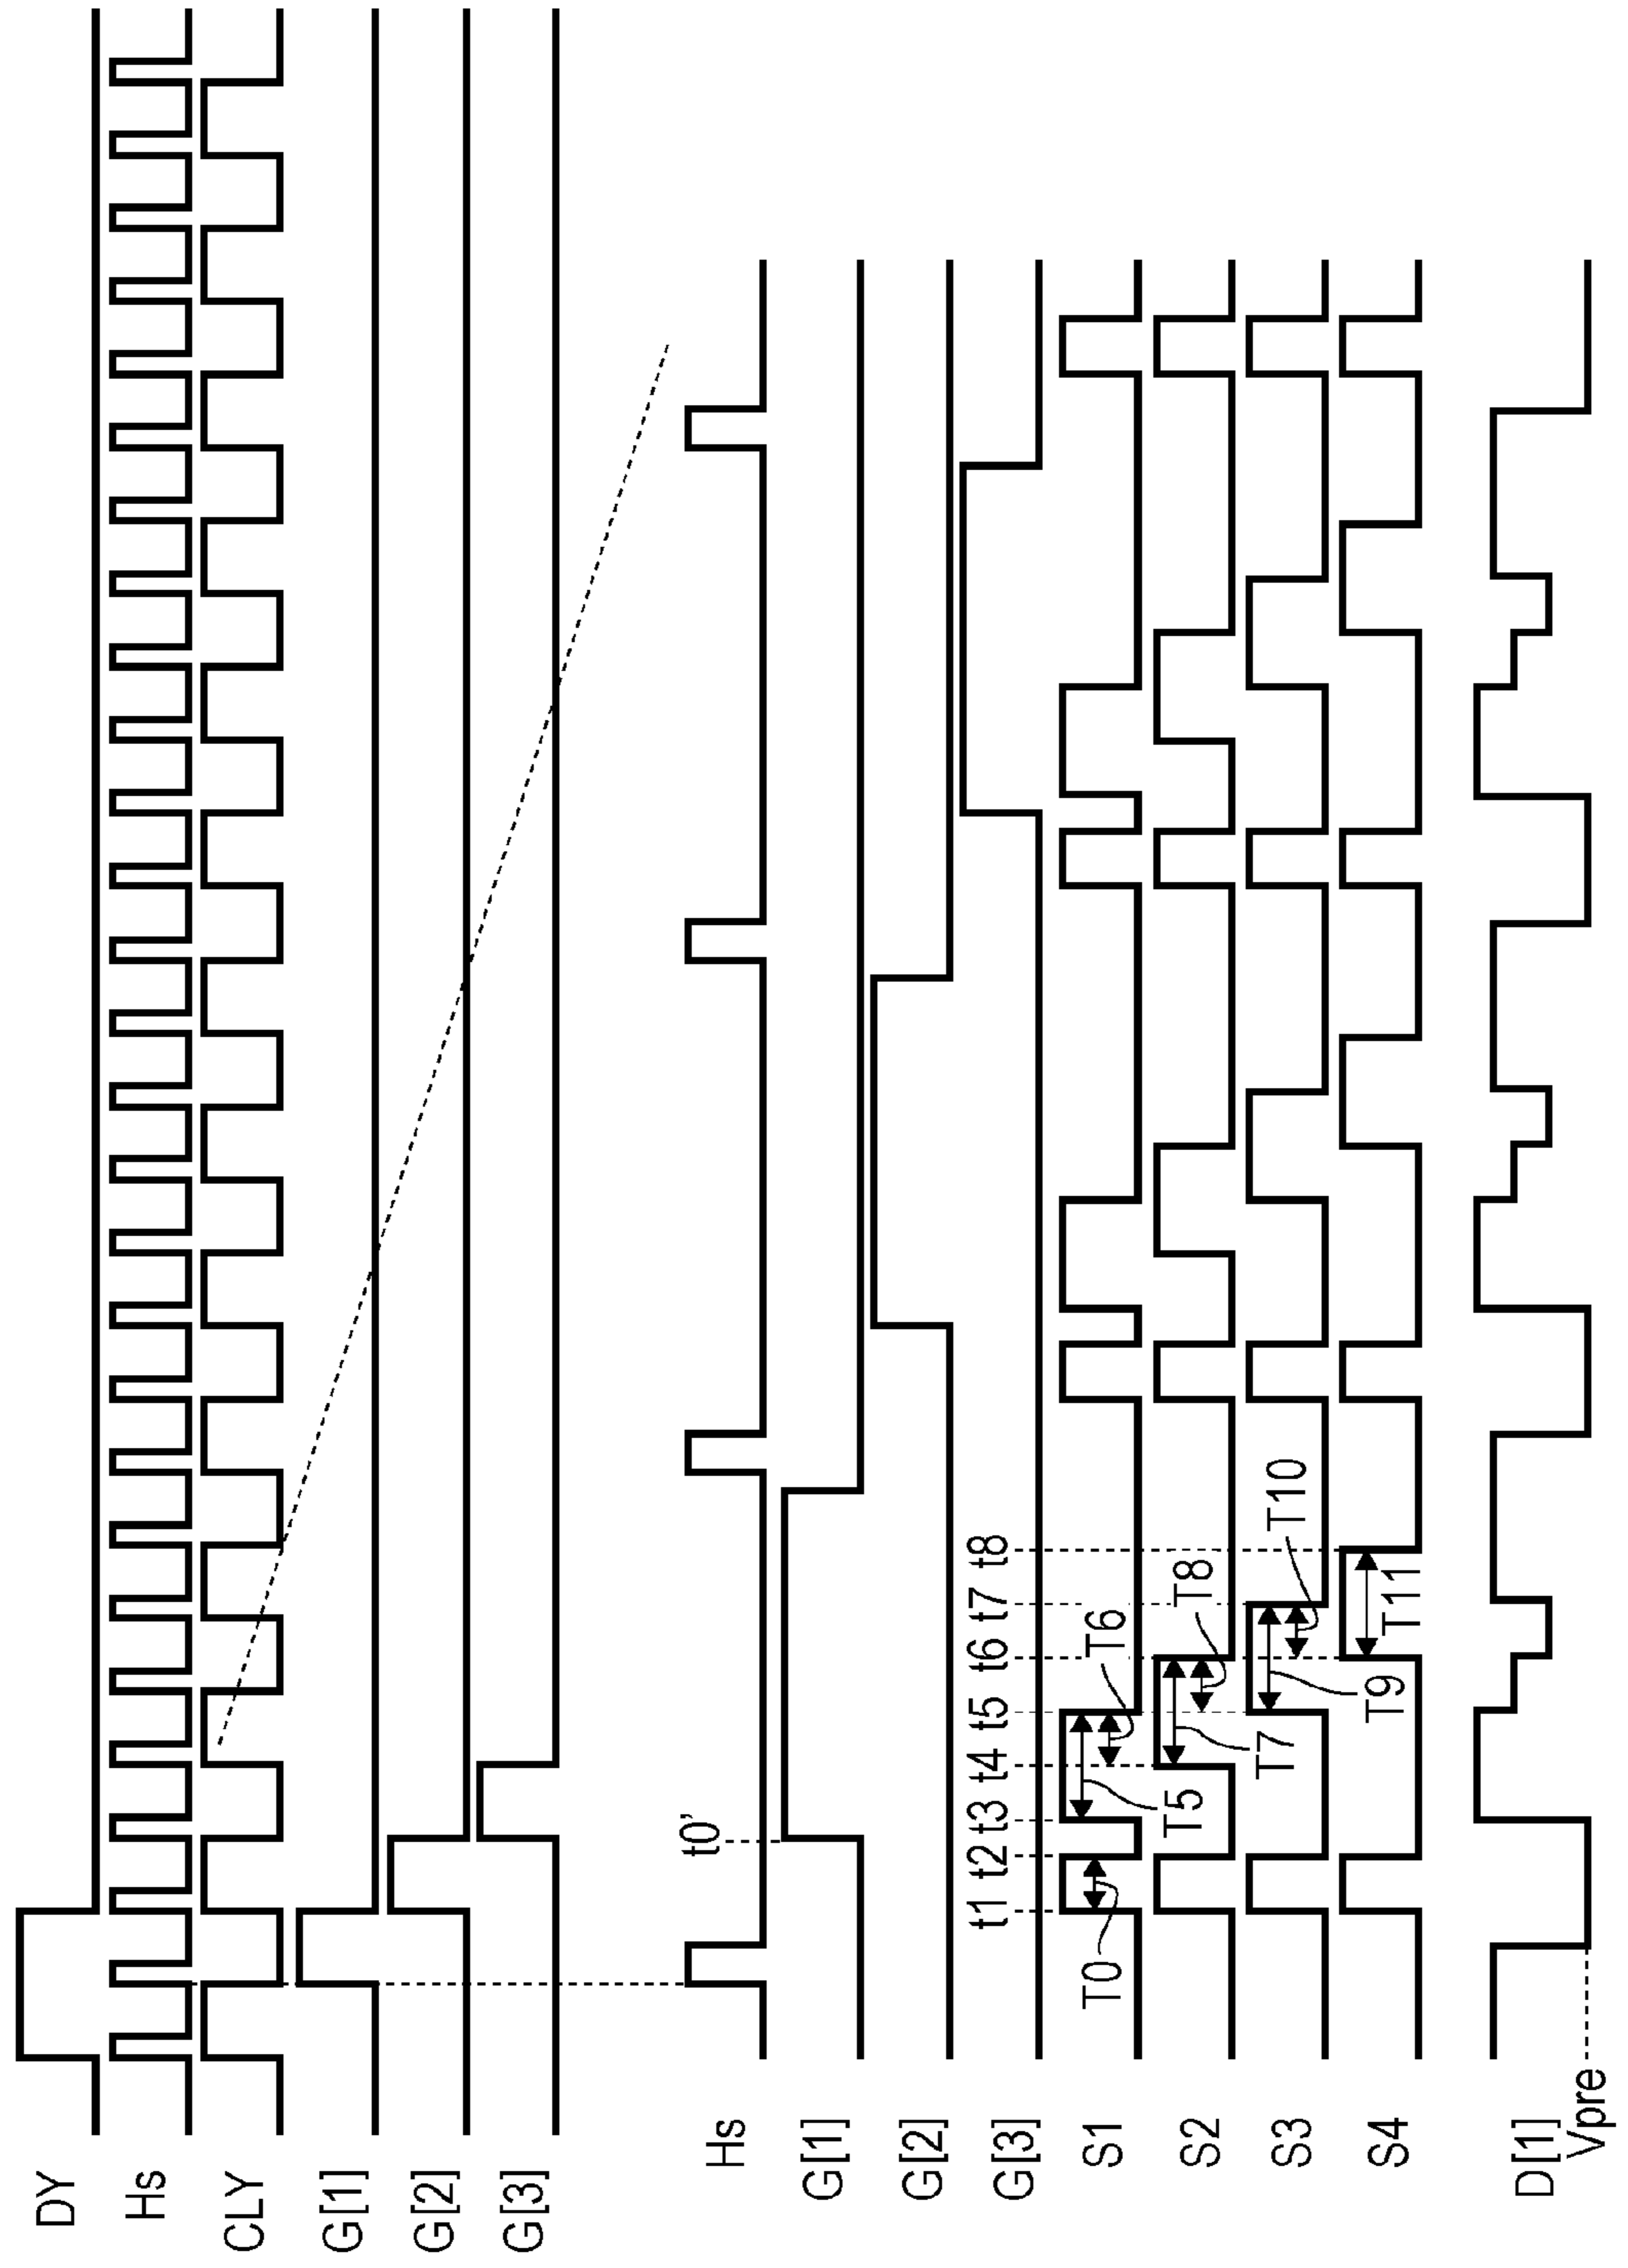 DY
Hs
CLY
G[1]
G[2]
G[3]
t0'
Hs
G[1]
G[2]
G[3]
t1 t2 t3 t4 t5 t6 t7 t8
S1
T0
T6
S2
T5
T8
S3
T7
T10
S4
T9
T11
D[1]
Vpre